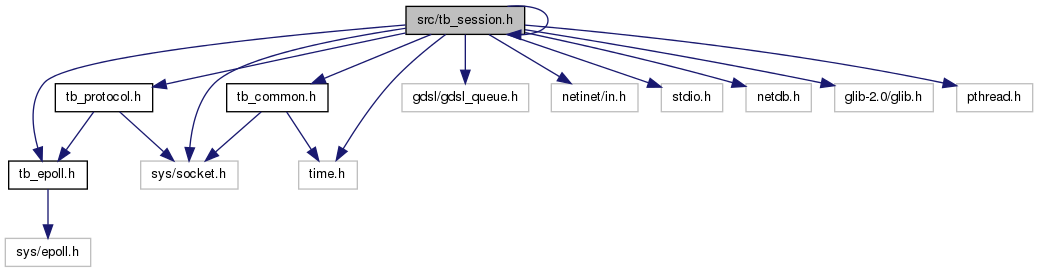 src/tb_session.h
tb_protocol.h
tb_common.h
gdsl/gdsl_queue.h
netinet/in.h
stdio.h
netdb.h
glib-2.0/glib.h
pthread.h
tb_epoll.h
sys/socket.h
time.h
sys/epoll.h